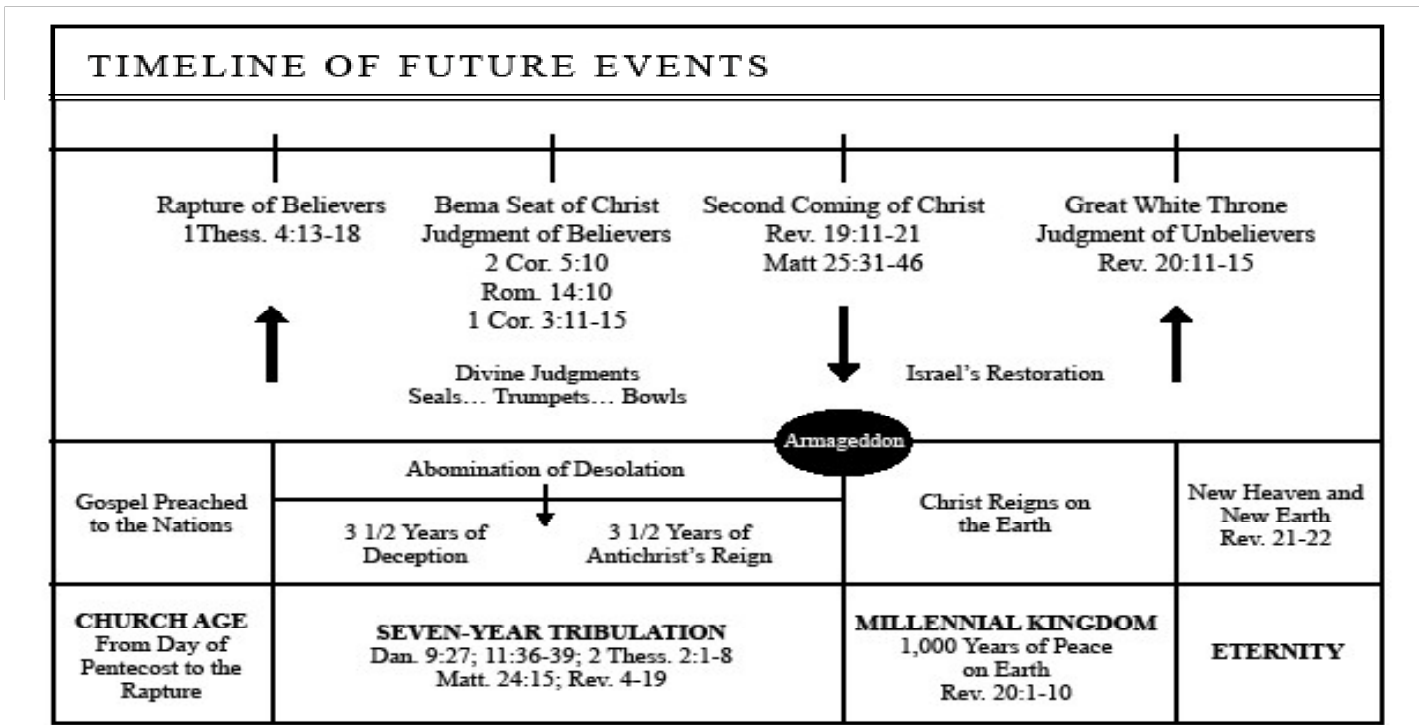 TIMELINE OF FUTURE EVENTS
Rapture of Believers
1Thess. 4:13-18
Bema Seat of Christ
Judgment of Believers
2 Cor. 5:10
Rom. 14:10
1 Cor. 3:11-15
Second Coming of Christ
Rev. 19:11-21
Matt 25:31-46
Great White Throne
Judgment of Unbelievers
Rev. 20:11-15
Divine Judgments
Seals... Trumpets... Bowls
Israel's Restoration
Armageddon
Gospel Preached
to the Nations
Abomination of Desolation
3 1/2 Years of
Deception
3 1/2 Years of
Antichrist's Reign
Christ Reigns on
the Earth
New Heaven and
New Earth
Rev. 21-22
CHURCH AGE
From Day of
Pentecost to the
Rapture
SEVEN-YEAR TRIBULATION
Dan. 9:27; 11:36-39; 2 Thess. 2:1-8
Matt. 24:15; Rev. 4-19
MILLENNIAL KINGDOM
1,000 Years of Peace
on Earth
Rev. 20:1-10
ETERNITY